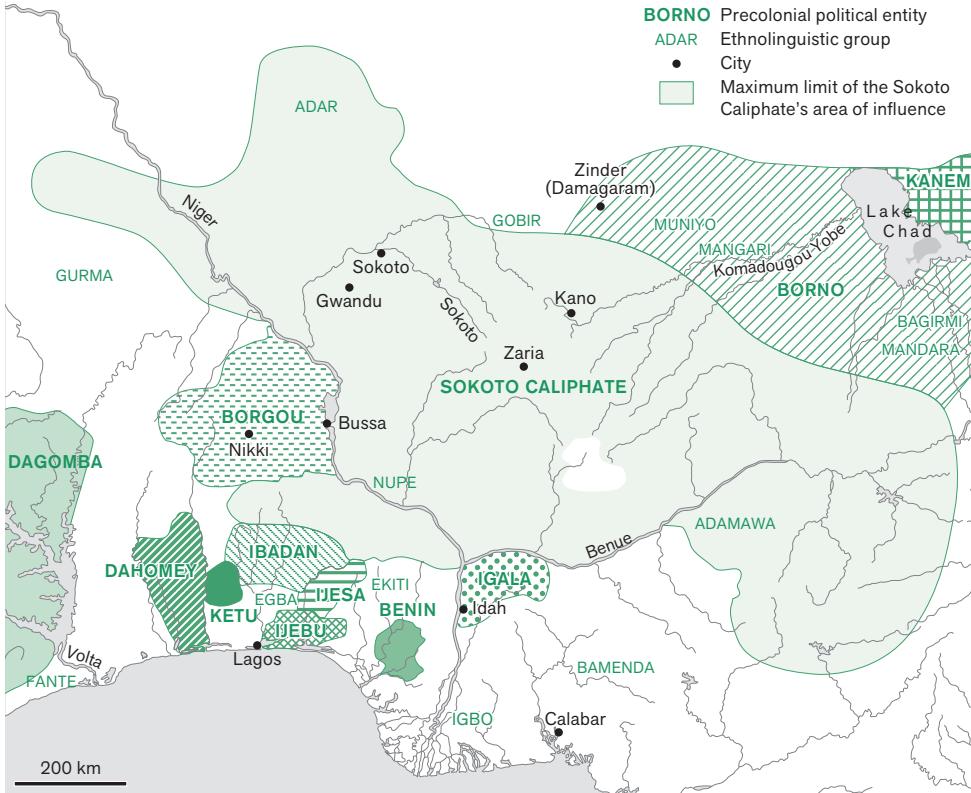 BORNO Precolonial political entity
ADAR Ethnolinguistic group
City
Maximum limit of the Sokoto
Caliphate's area of influence
ADAR
Zinder
(Damagaram)
KANEM
Niger
GOBIR
MUNIYO
Lake
Chad
MANGARI
Komadougou-Yobe
GURMA
Sokoto
Gwandu
Sokoto
Kano
BORNO
BAGIRMI
MANDARA
Zaria
SOKOTO CALIPHATE
BORGOU
Bussa
Nikki
DAGOMBA
NUPE
ADAMAWA
IBADAN
Benue
DAHOMEY
IGALA
EKITI
IJESA
EGBA
KETU
BENIN
Idah
IJEBU
Lagos
Volta
FANTE
BAMENDA
IGBO
Calabar
200 km